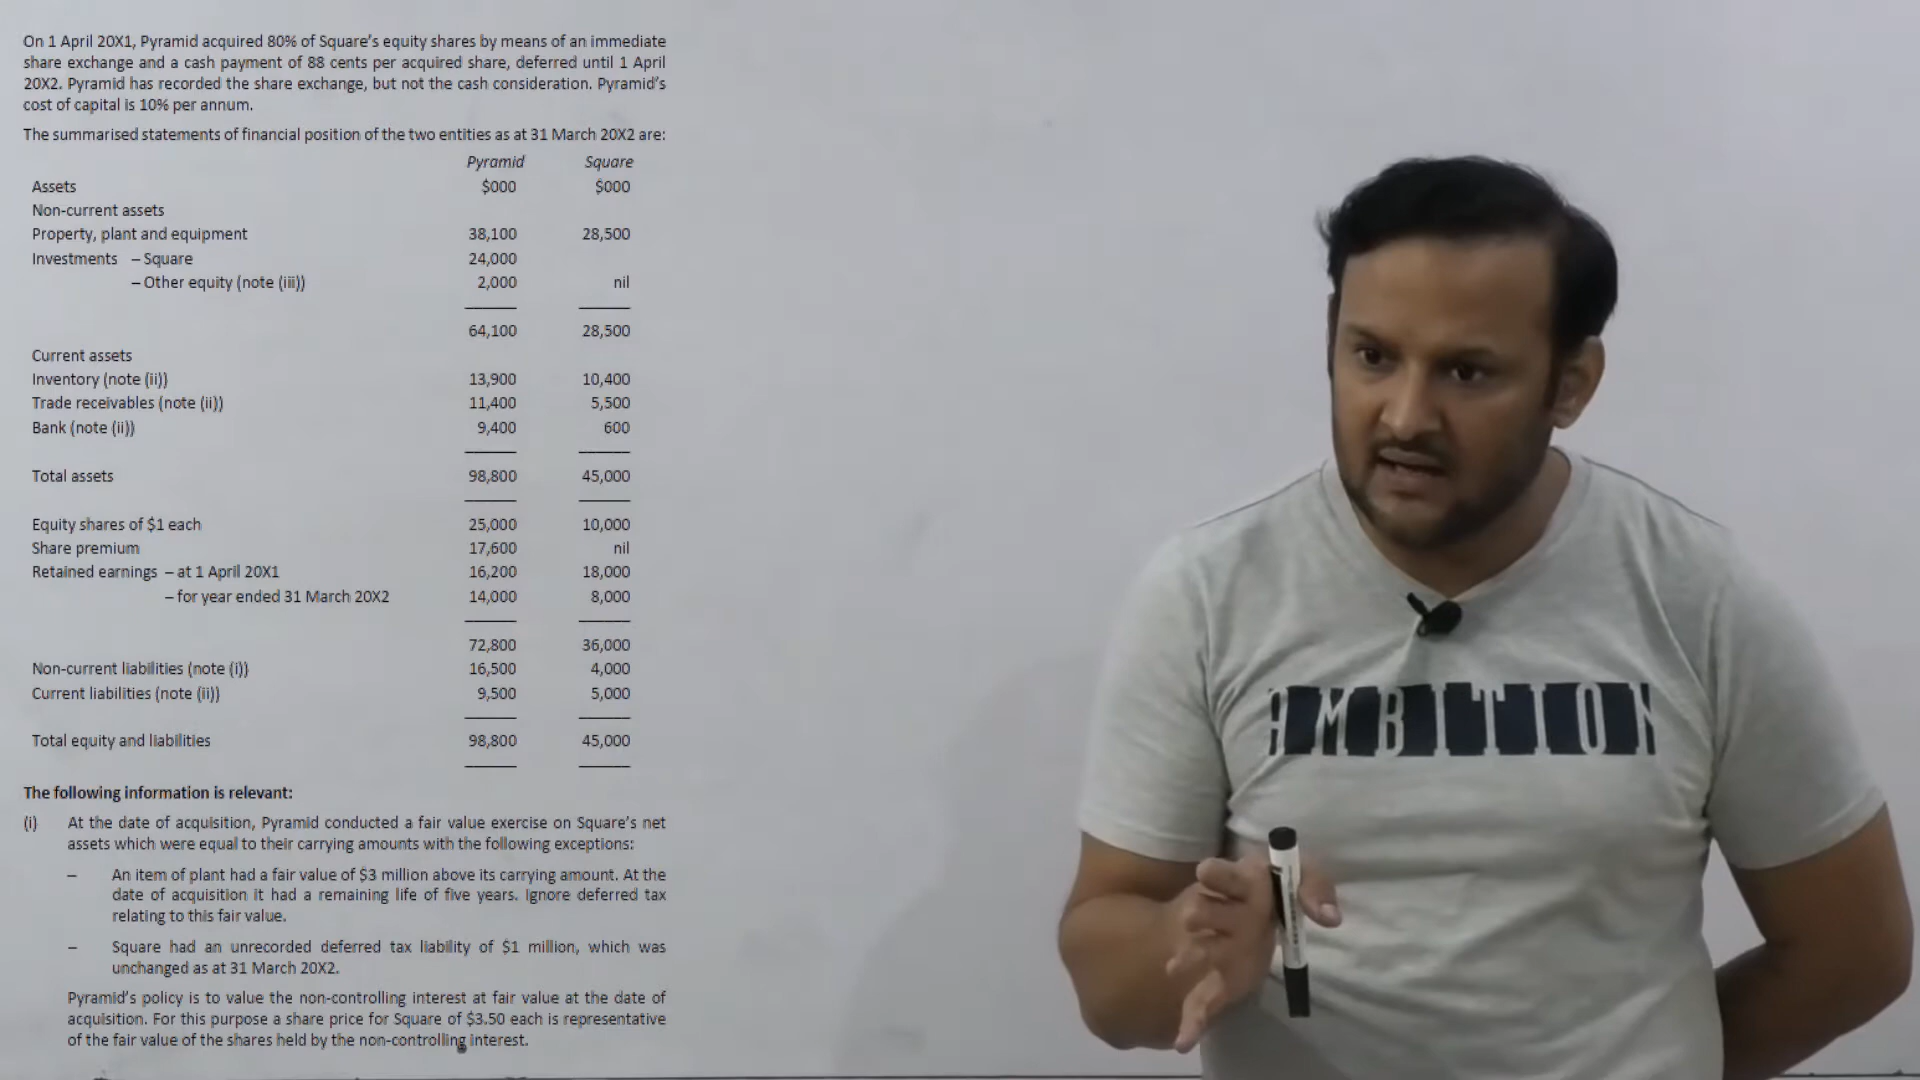 On 1 April 20X1, Pyramid acquired 80% of Square's equity shares by means of an immediate
share exchange and a cash payment of 88 cents per acquired share, deferred until 1 April
20X2. Pyramid has recorded the share exchange, but not the cash consideration. Pyramid's
cost of capital is 10% per annum.
The summarised statements of financial position of the two entities as at 31 March 20X2 are:
Pyramid Square
Assets $000 $000
Non-current assets
Property, plant and equipment 38,100 28,500
Investments – Square 24,000
– Other equity (note (iii)) 2,000 nil
64,100 28,500
Current assets
Inventory (note (ii)) 13,900 10,400
Trade receivables (note (ii)) 11,400 5,500
Bank (note (ii)) 9,400 600
Total assets 98,800 45,000
Equity shares of $1 each 25,000 10,000
Share premium 17,600 nil
Retained earnings – at 1 April 20X1 16,200 18,000
– for year ended 31 March 20X2 14,000 8,000
72,800 36,000
Non-current liabilities (note (i)) 16,500 4,000
Current liabilities (note (ii)) 9,500 5,000
Total equity and liabilities 98,800 45,000
The following information is relevant:
(i) At the date of acquisition, Pyramid conducted a fair value exercise on Square's net
assets which were equal to their carrying amounts with the following exceptions:
– An item of plant had a fair value of $3 million above its carrying amount. At the
date of acquisition it had a remaining life of five years. Ignore deferred tax
relating to this fair value.
– Square had an unrecorded deferred tax liability of $1 million, which was
unchanged as at 31 March 20X2.
Pyramid's policy is to value the non-controlling interest at fair value at the date of
acquisition. For this purpose a share price for Square of $3.50 each is representative
of the fair value of the shares held by the non-controlling interest.
AMBITION